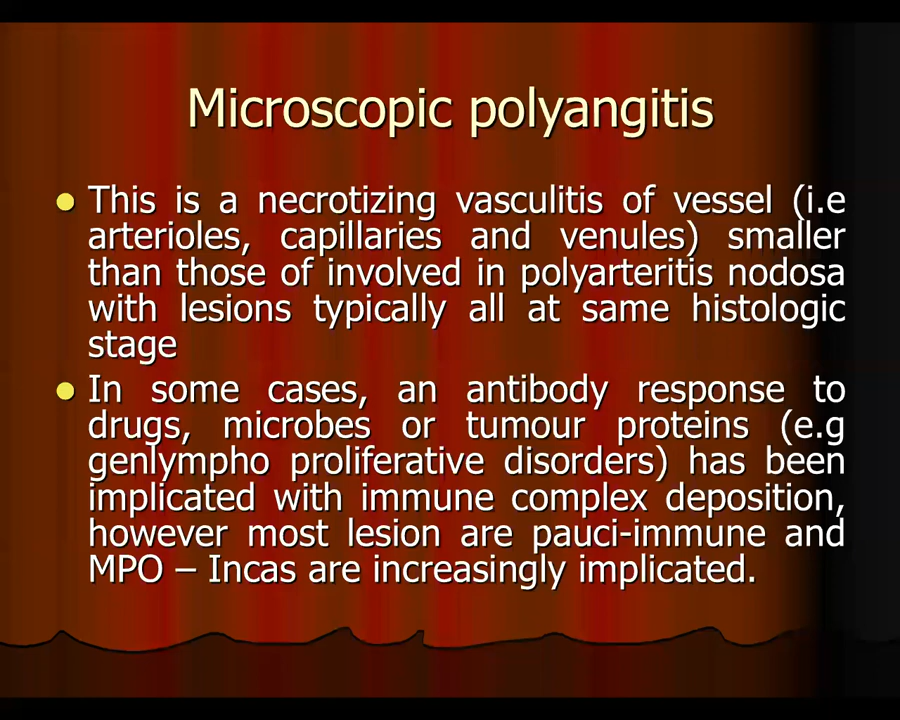 Microscopic polyangitis
This is a necrotizing vasculitis of vessel (i.e
arterioles, capillaries and venules) smaller
than those of involved in polyarteritis nodosa
with lesions typically all at same histologic
stage
In some cases, an antibody response to
drugs, microbes or tumour proteins (e.g
genlympho proliferative disorders) has been
implicated with immune complex deposition,
however most lesion are pauci-immune and
MPO – Incas are increasingly implicated.